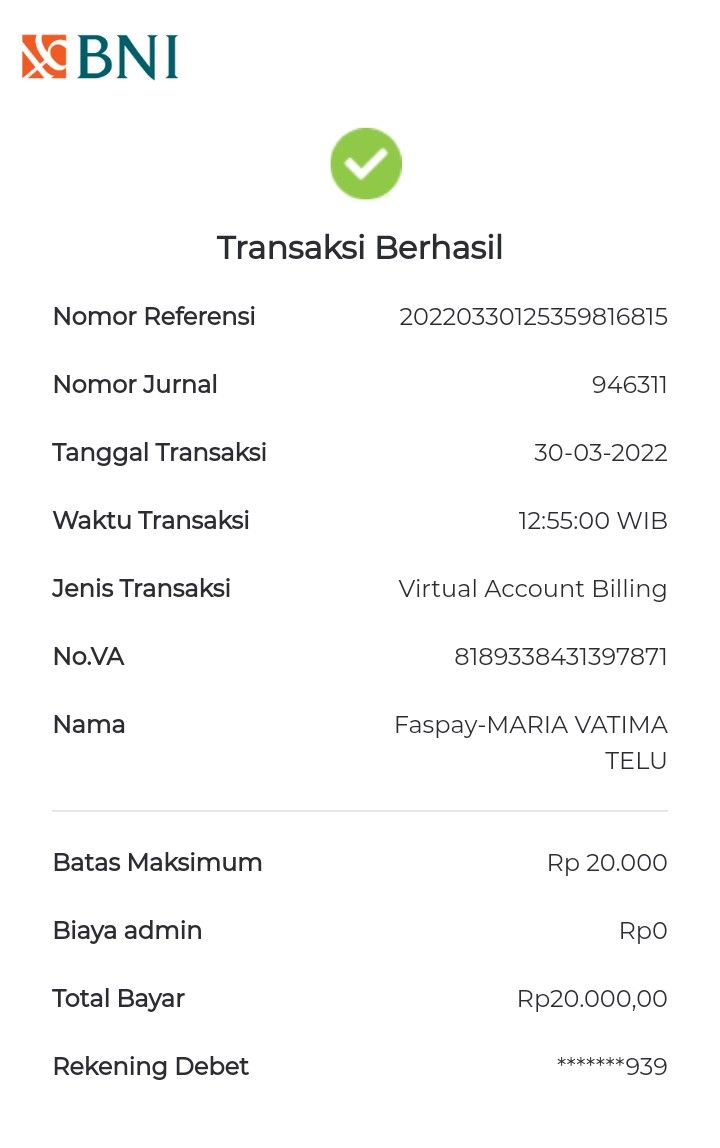 BNI
Transaksi Berhasil
Nomor Referensi 20220330125359816815
Nomor Jurnal 946311
Tanggal Transaksi 30-03-2022
Waktu Transaksi 12:55:00 WIB
Jenis Transaksi Virtual Account Billing
No.VA 8189338431397871
Nama Faspay-MARIA VATIMA
TELU
Batas Maksimum Rp 20.000
Biaya admin Rp0
Total Bayar Rp20.000,00
Rekening Debet *******939